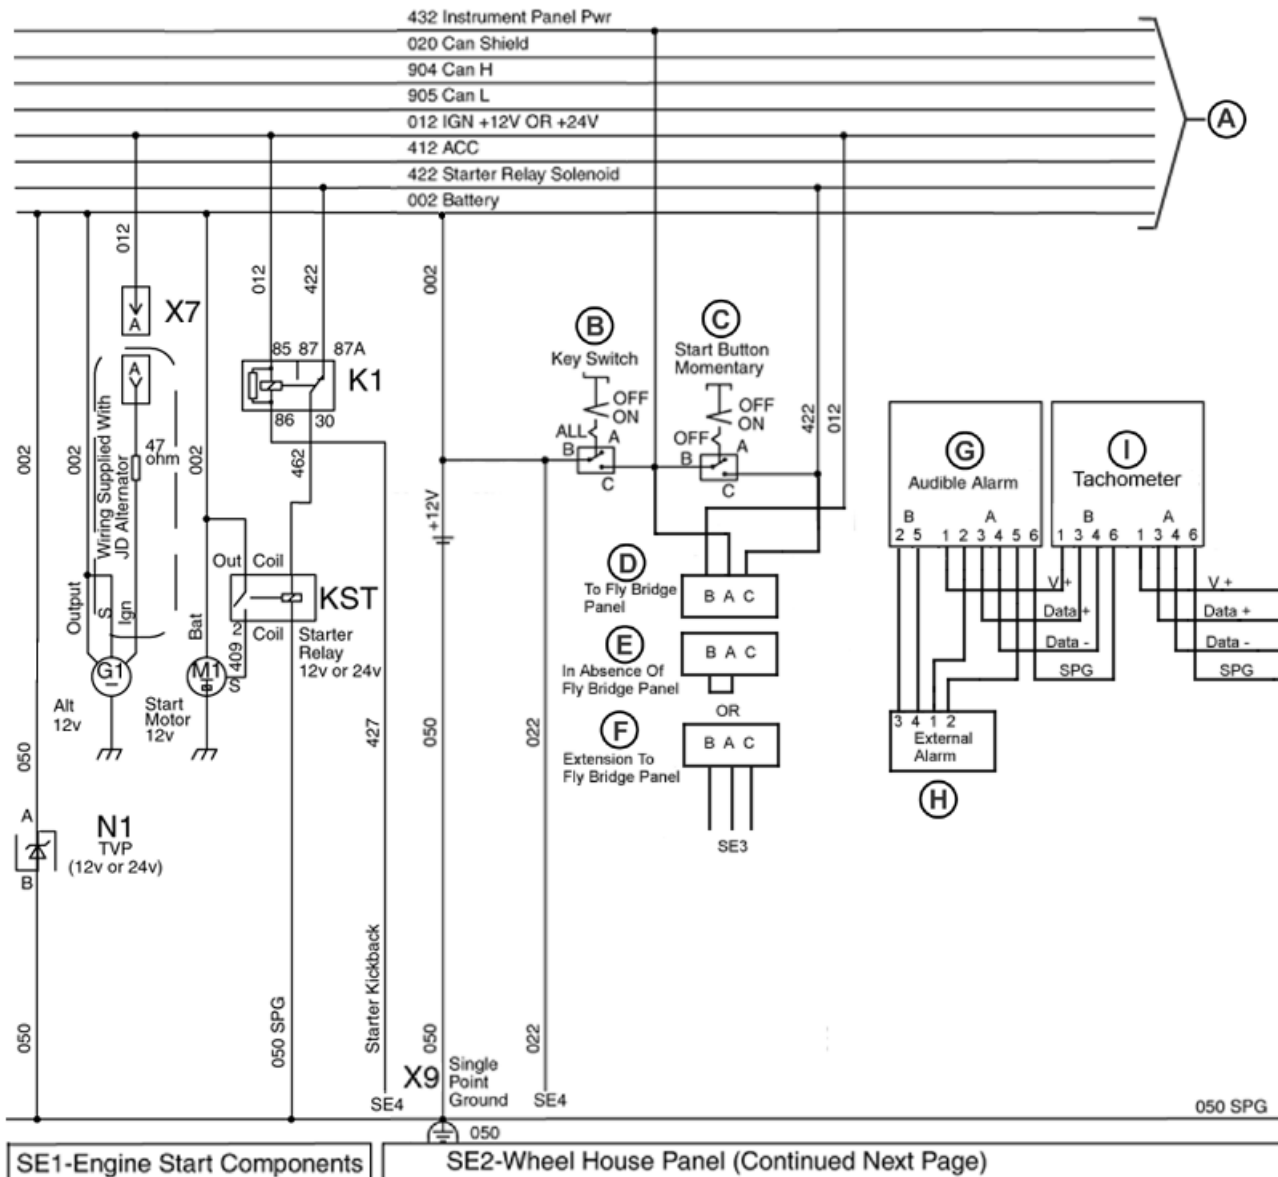 432 Instrument Panel Pwr
020 Can Shield
904 Can H
905 Can L
012 IGN +12V OR +24V
412 ACC
422 Starter Relay Solenoid
002 Battery
A
012
012
422
002
X7
A
A
85 87 87A
K1
86 30
B
Key Switch
OFF
ON
ALL
B A
C
C
Start Button
Momentary
OFF
ON
OFF
B A
C
422
012
002
002
Wiring Supplied With
JD Alternator
47
ohm
002
462
+12V
Out Coil
KST
2 Coil
Starter
Relay
12v or 24v
Output
S
Ign
Bat
409
G1
M1
S
Alt
12v
Start
Motor
12v
D
To Fly Bridge
Panel
B A C
E
In Absence Of
Fly Bridge Panel
B A C
OR
F
Extension To
Fly Bridge Panel
B A C
SE3
G
Audible Alarm
B A
2 5 1 2 3 4 5 6
I
Tachometer
B A
1 3 4 6 1 3 4 6
V +
Data +
Data -
SPG
V +
Data +
Data -
SPG
3 4 1 2
External
Alarm
H
050
427
050
022
A
N1
TVP
(12v or 24v)
B
050
050 SPG
Starter Kickback
050
022
X9
Single
Point
Ground
SE4
SE4
050 SPG
050
SE1-Engine Start Components
SE2-Wheel House Panel (Continued Next Page)